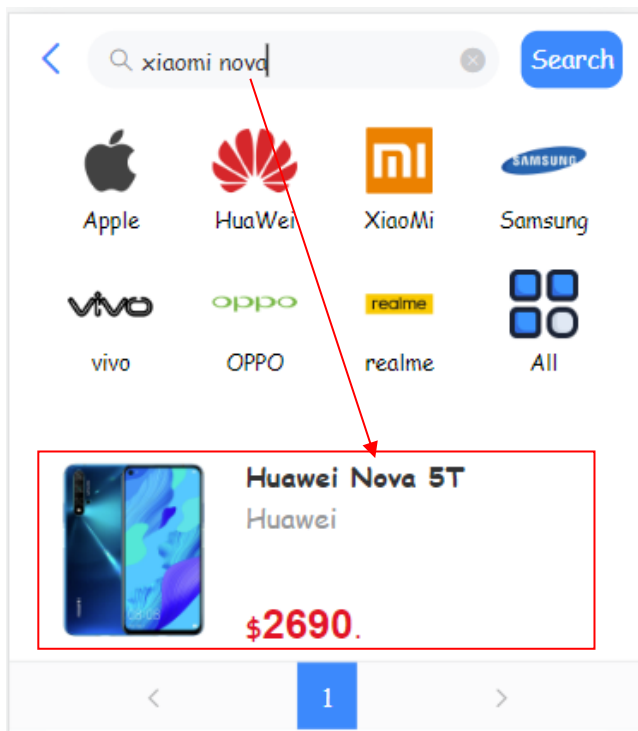 xiaomi nova
Search
SAMSUNG
Apple HuaWei XiaoMi Samsung
vivo oppo realme
vivo OPPO realme All
Huawei Nova 5T
Huawei
$2690.
1